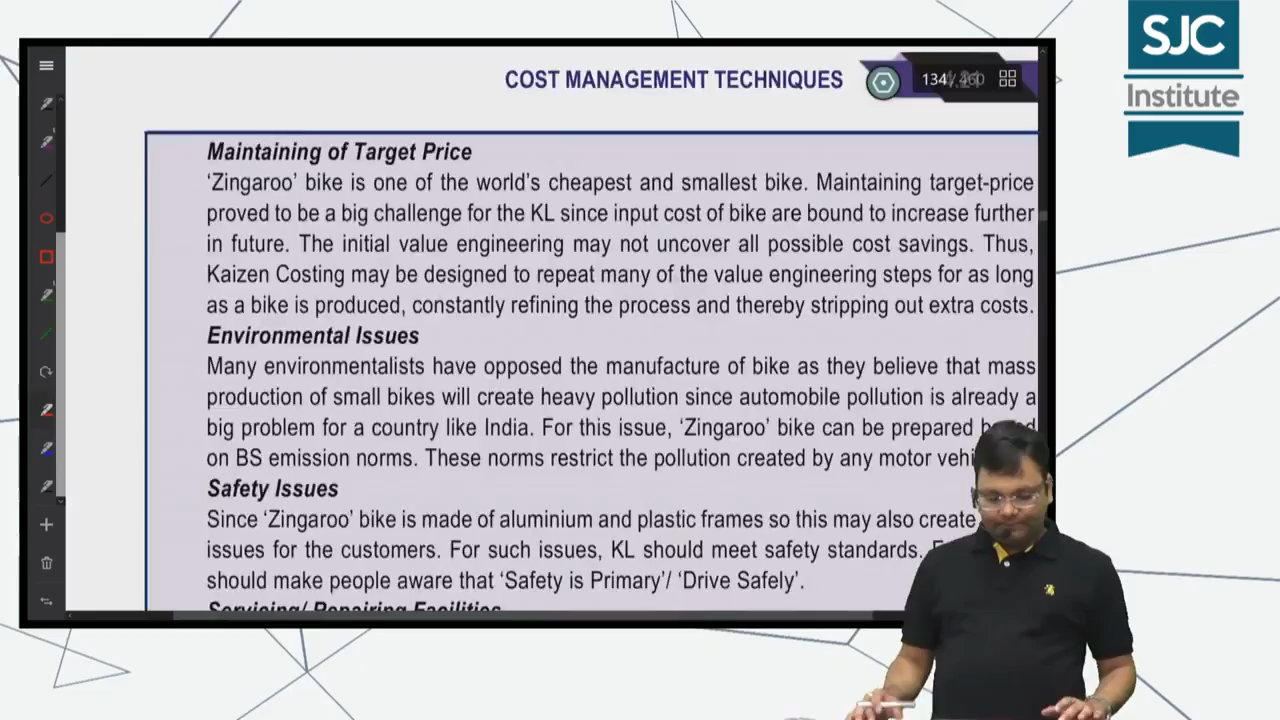 SJC
Institute
COST MANAGEMENT TECHNIQUES
134 / 460
Maintaining of Target Price
‘Zingaroo’ bike is one of the world’s cheapest and smallest bike. Maintaining target-price
proved to be a big challenge for the KL since input cost of bike are bound to increase further
in future. The initial value engineering may not uncover all possible cost savings. Thus,
Kaizen Costing may be designed to repeat many of the value engineering steps for as long
as a bike is produced, constantly refining the process and thereby stripping out extra costs.
Environmental Issues
Many environmentalists have opposed the manufacture of bike as they believe that mass
production of small bikes will create heavy pollution since automobile pollution is already a
big problem for a country like India. For this issue, ‘Zingaroo’ bike can be prepared
on BS emission norms. These norms restrict the pollution created by any motor
Safety Issues
Since ‘Zingaroo’ bike is made of aluminium and plastic frames so this may also create
issues for the customers. For such issues, KL should meet safety standards.
should make people aware that ‘Safety is Primary’/ ‘Drive Safely’.
Servicing/ Repairing Facilities